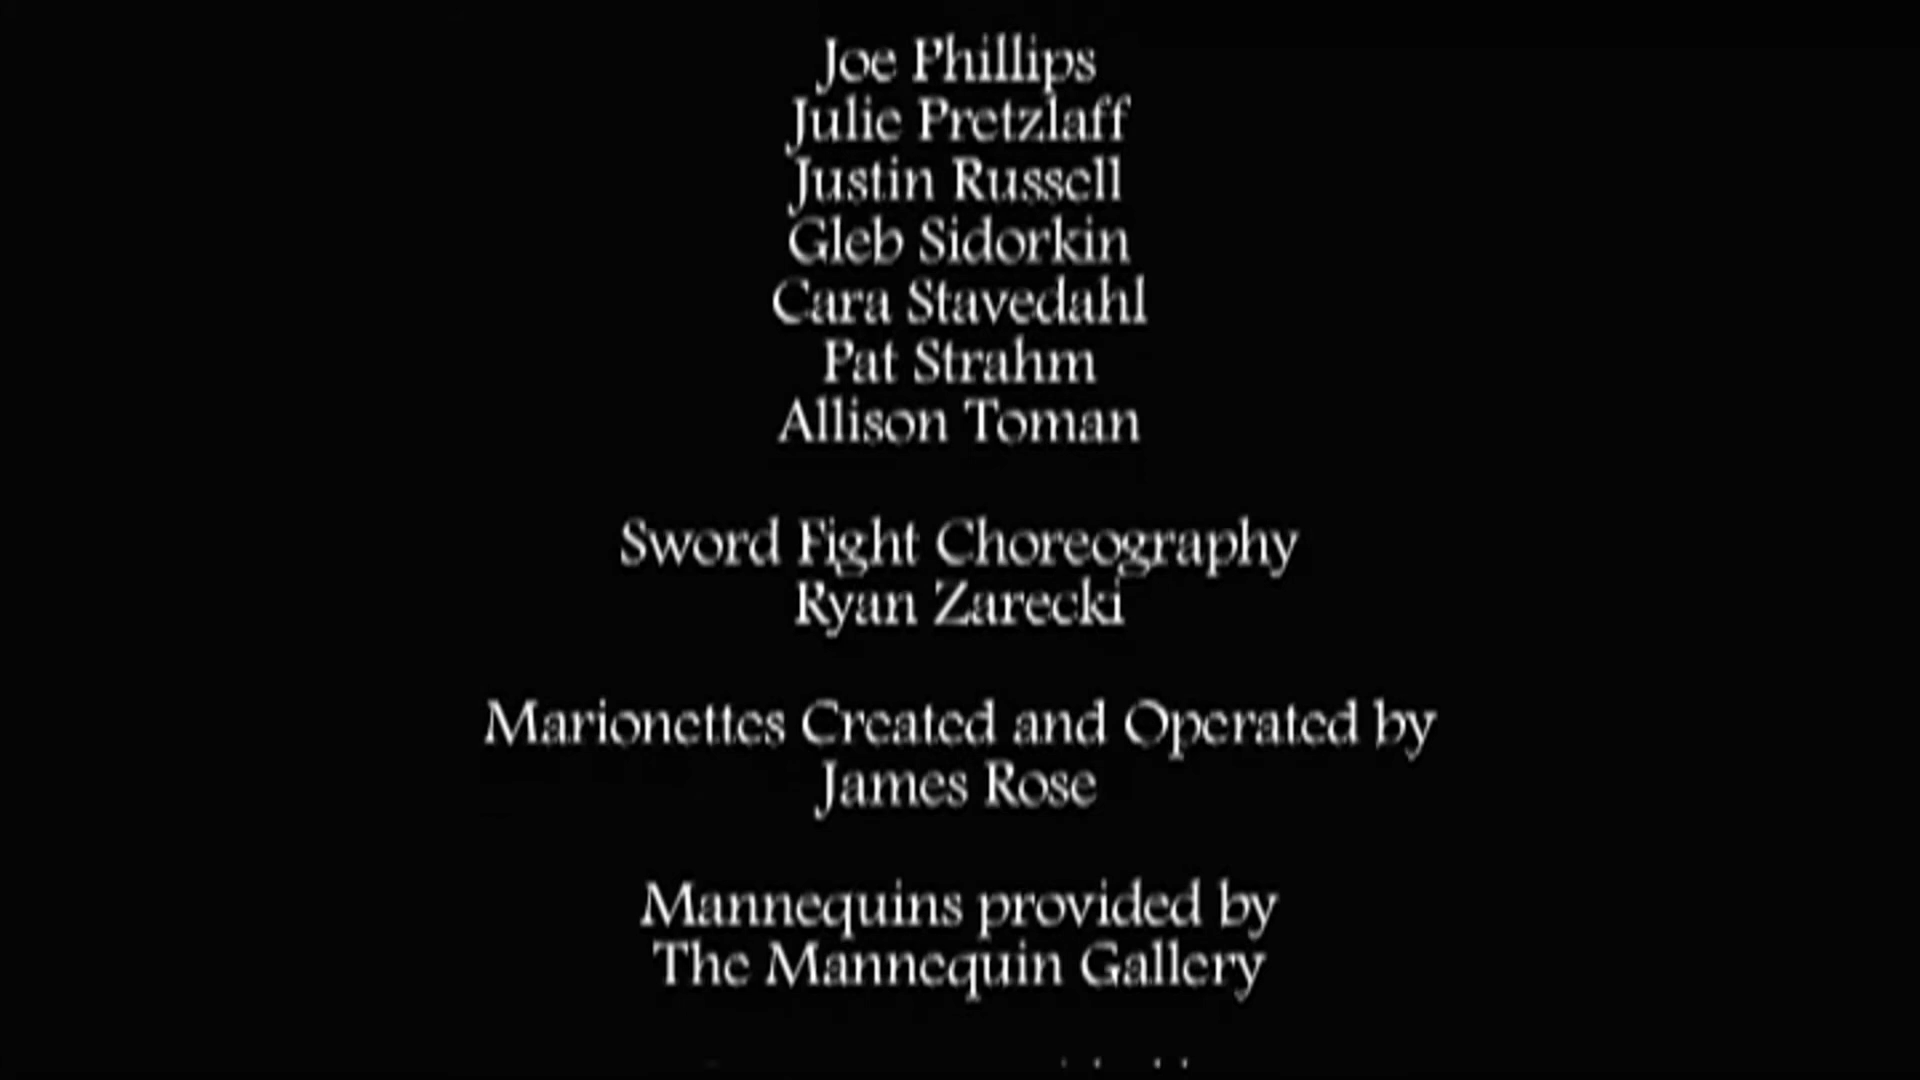 Joe Phillips
Julie Pretzlaff
Justin Russell
Gleb Sidorkin
Cara Stavedahl
Pat Strahm
Allison Toman
Sword Fight Choreography
Ryan Zarecki
Marionettes Created and Operated by
James Rose
Mannequins provided by
The Mannequin Gallery